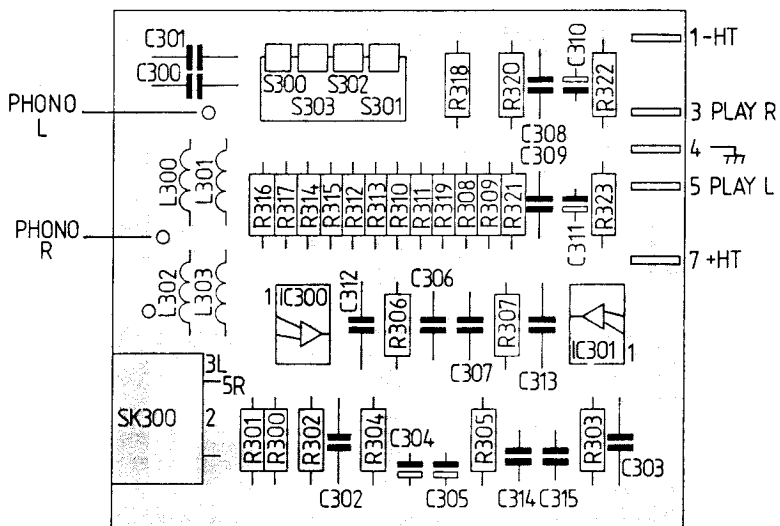 C301
C300
PHONO
L
S300
S302
S303
S301
R318
R320
C310
R322
C308
C309
1-HT
3 PLAY R
4
5 PLAY L
7 +HT
L300
L301
R316
R317
R314
R315
R312
R313
R310
R311
R319
R308
R309
R321
C311
R323
PHONO
R
L302
L303
1
IC300
C312
R306
C306
C307
R307
C313
IC301
1
SK300
3L
5R
2
R301
R300
R302
C302
R304
C304
C305
R305
C314
C315
R303
C303